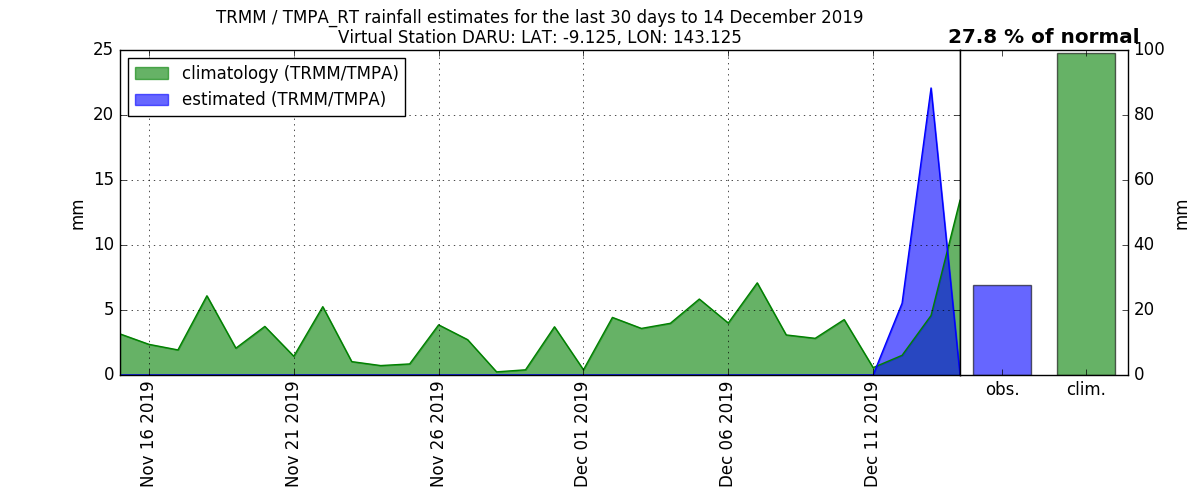 TRMM / TMPA_RT rainfall estimates for the last 30 days to 14 December 2019
Virtual Station DARU: LAT: -9.125, LON: 143.125
27.8 % of normal
climatology (TRMM/TMPA)
estimated (TRMM/TMPA)
25
20
15
10
5
0
mm
100
80
60
40
20
0
mm
Nov 16 2019
Nov 21 2019
Nov 26 2019
Dec 01 2019
Dec 06 2019
Dec 11 2019
obs.
clim.